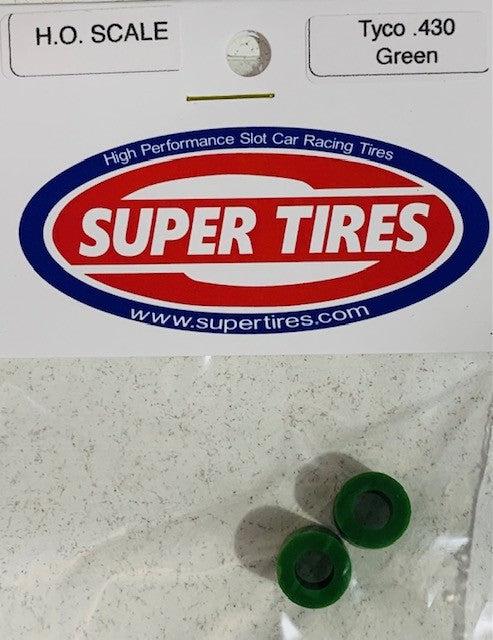 H.O. SCALE
Tyco .430
Green
High Performance Slot Car Racing Tires
SUPER TIRES
www.supertires.com